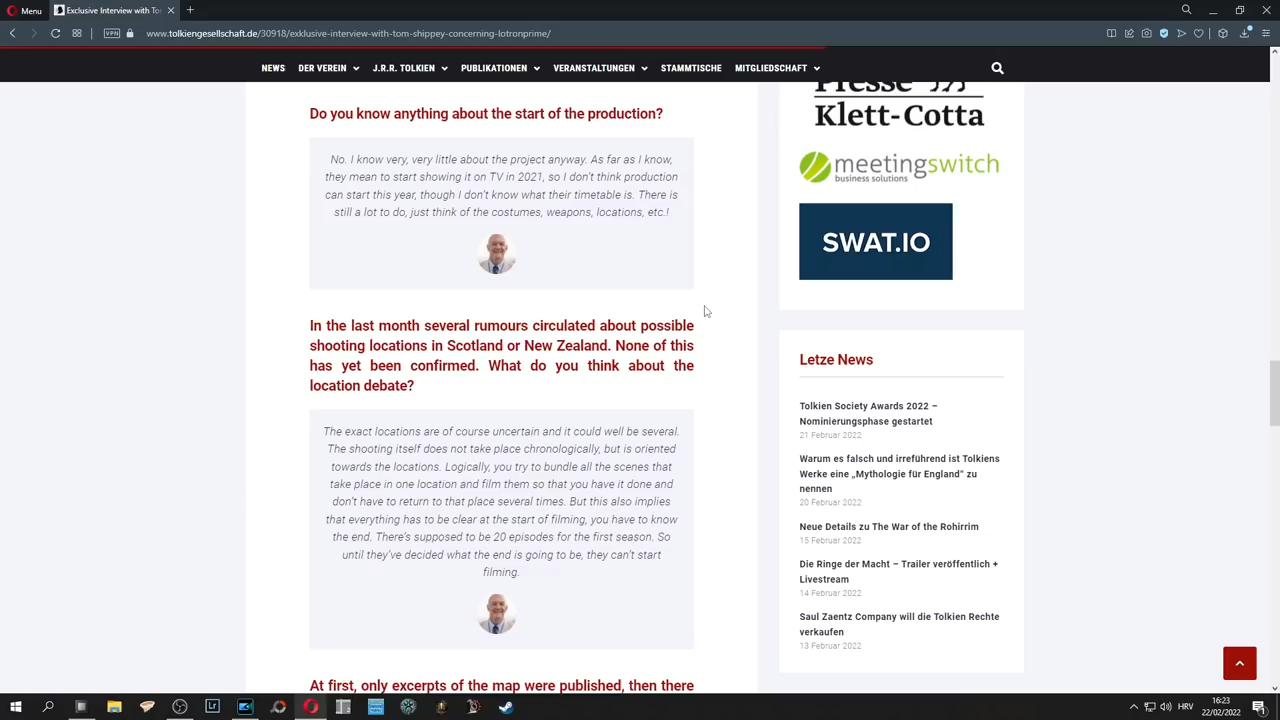 Menu
Exklusive Interview with To
VPN
www.tolkiengesellschaft.de/30918/exklusive-interview-with-tom-shippey-concerning-lotronprime/
NEWS DER VEREIN J.R.R. TOLKIEN PUBLIKATIONEN VERANSTALTUNGEN STAMMTISCHE MITGLIEDSCHAFT
Do you know anything about the start of the production?
No. I know very, very little about the project anyway. As far as I know,
they mean to start showing it on TV in 2021, so I don't think production
can start this year, though I don't know what their timetable is. There is
still a lot to do, just think of the costumes, weapons, locations, etc.!
In the last month several rumours circulated about possible
shooting locations in Scotland or New Zealand. None of this
has yet been confirmed. What do you think about the
location debate?
The exact locations are of course uncertain and it could well be several.
The shooting itself does not take place chronologically, but is oriented
towards the locations. Logically, you try to bundle all the scenes that
take place in one location and film them so that you have it done and
don't have to return to that place several times. But this also implies
that everything has to be clear at the start of filming, you have to know
the end. There's supposed to be 20 episodes for the first season. So
until they've decided what the end is going to be, they can't start
filming.
At first, only excerpts of the map were published, then there
Presse
Klett-Cotta
meetingswitch
business solutions
SWAT.IO
Letze News
Tolkien Society Awards 2022 –
Nominierungsphase gestartet
21 Februar 2022
Warum es falsch und irreführend ist Tolkiens
Werke eine „Mythologie für England“ zu
nennen
20 Februar 2022
Neue Details zu The War of the Rohirrim
15 Februar 2022
Die Ringe der Macht – Trailer veröffentlich +
Livestream
14 Februar 2022
Saul Zaentz Company will die Tolkien Rechte
verkaufen
13 Februar 2022
HRV
16:23
22/02/2022